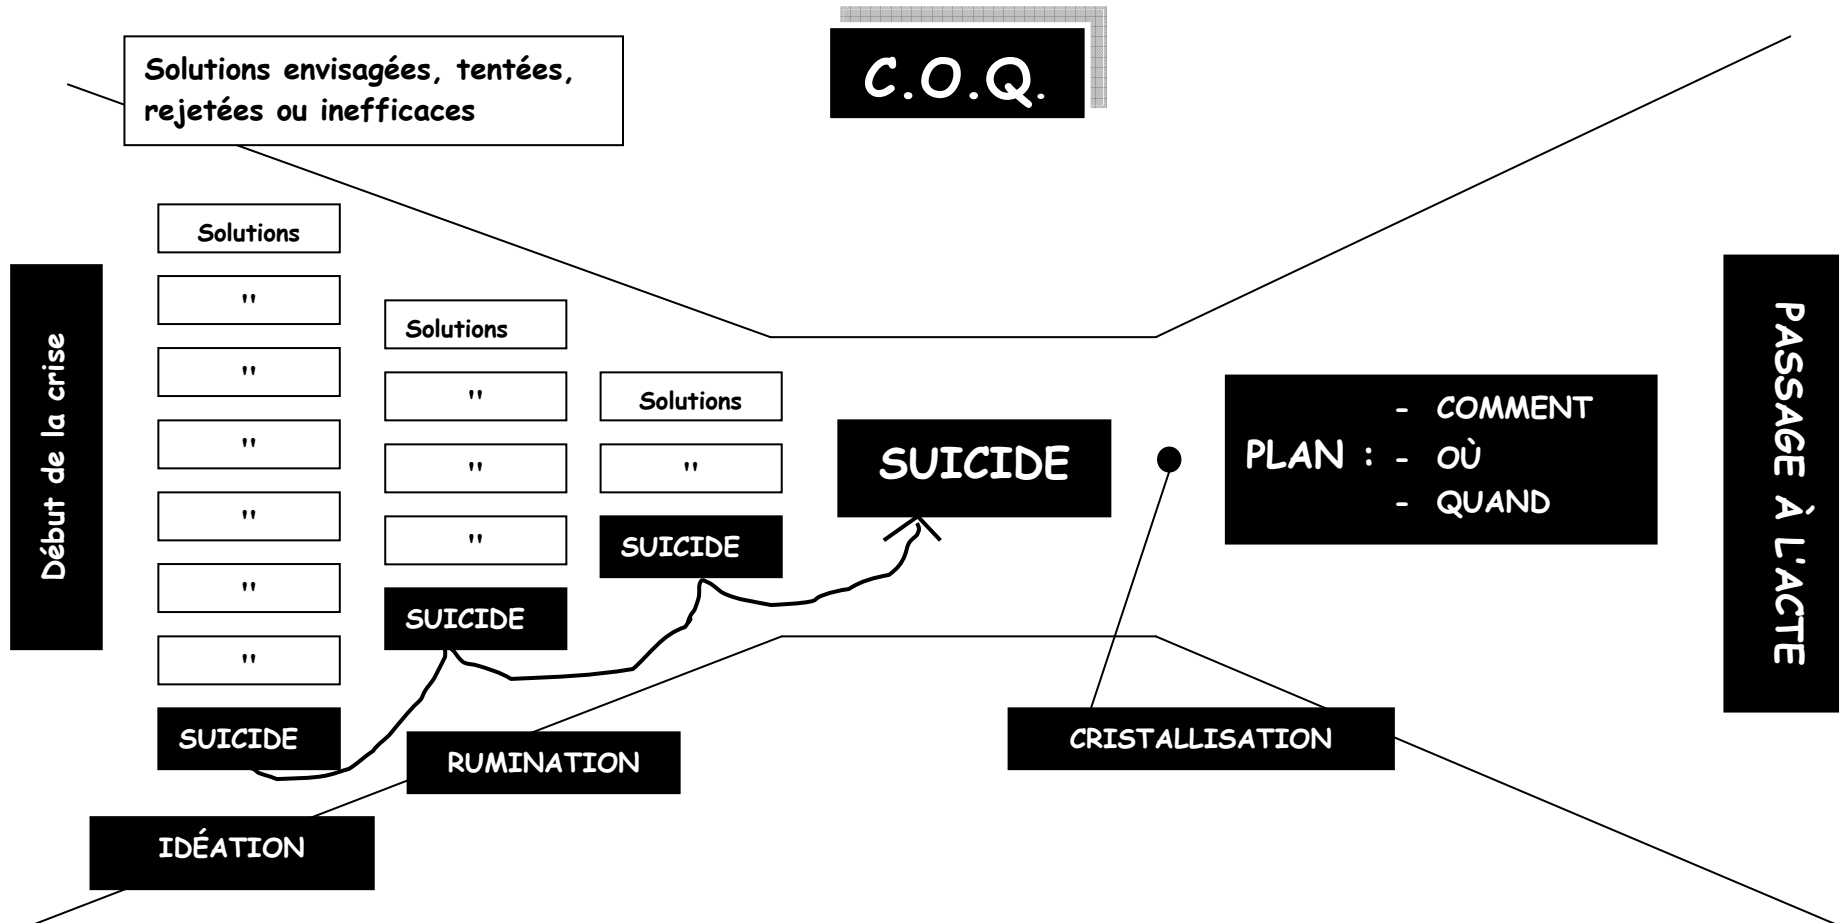 C.O.Q.
Solutions envisagées, tentées,
rejetées ou inefficaces
Début de la crise
Solutions
"
"
"
"
"
"
SUICIDE
Solutions
"
"
"
SUICIDE
Solutions
"
SUICIDE
SUICIDE
PLAN :
- COMMENT
- OÙ
- QUAND
PASSAGE À L'ACTE
IDÉATION
RUMINATION
CRISTALLISATION